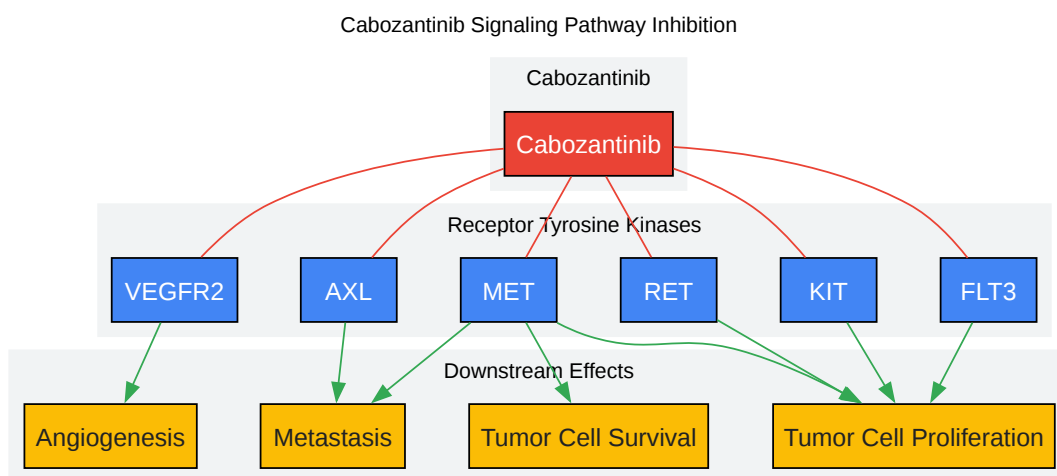 Cabozantinib Signaling Pathway Inhibition
Cabozantinib
Cabozantinib
Receptor Tyrosine Kinases
VEGFR2
AXL
MET
RET
KIT
FLT3
Downstream Effects
Angiogenesis
Metastasis
Tumor Cell Survival
Tumor Cell Proliferation